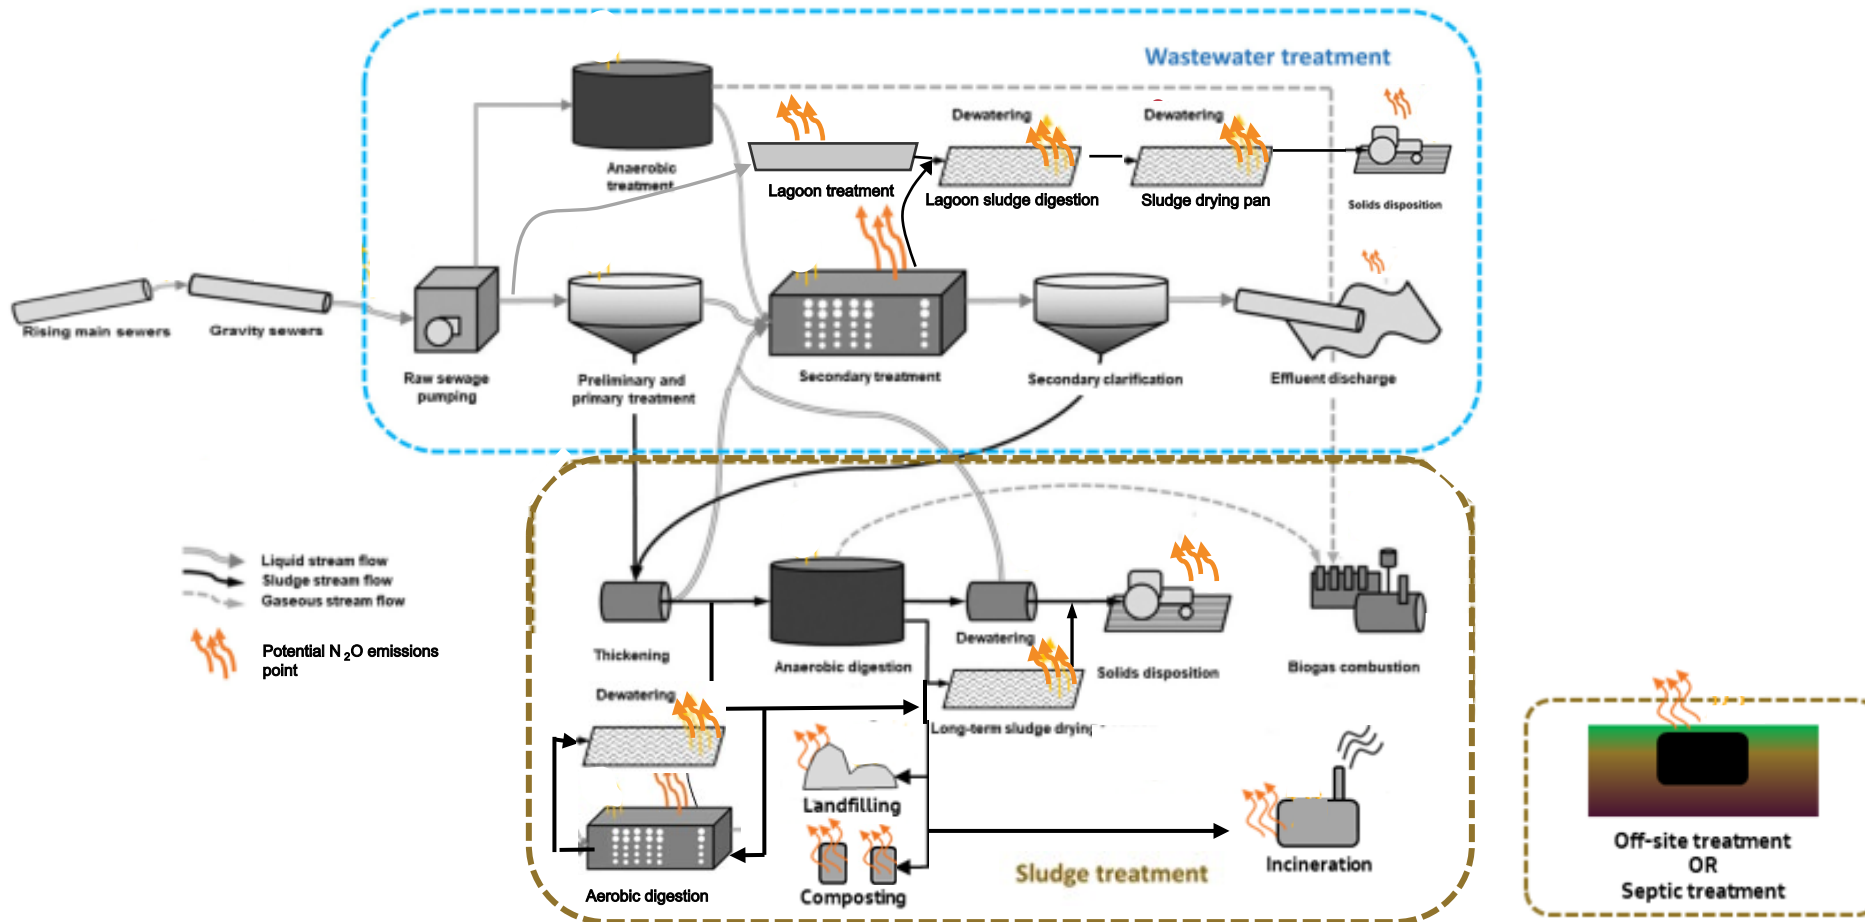 Wastewater treatment
Dewatering
Dewatering
Anaerobic
treatment
Lagoon treatment
Lagoon sludge digestion
Sludge drying pan
Solids disposition
Rising main sewers
Gravity sewers
Raw sewage
pumping
Preliminary and
primary treatment
Secondary treatment
Secondary clarification
Effluent discharge
Liquid stream flow
Sludge stream flow
Gaseous stream flow
Potential N2O emissions
point
Thickening
Anaerobic digestion
Dewatering
Solids disposition
Biogas combustion
Dewatering
Long-term sludge drying
Landfilling
Aerobic digestion
Composting
Sludge treatment
Incineration
Off-site treatment
OR
Septic treatment